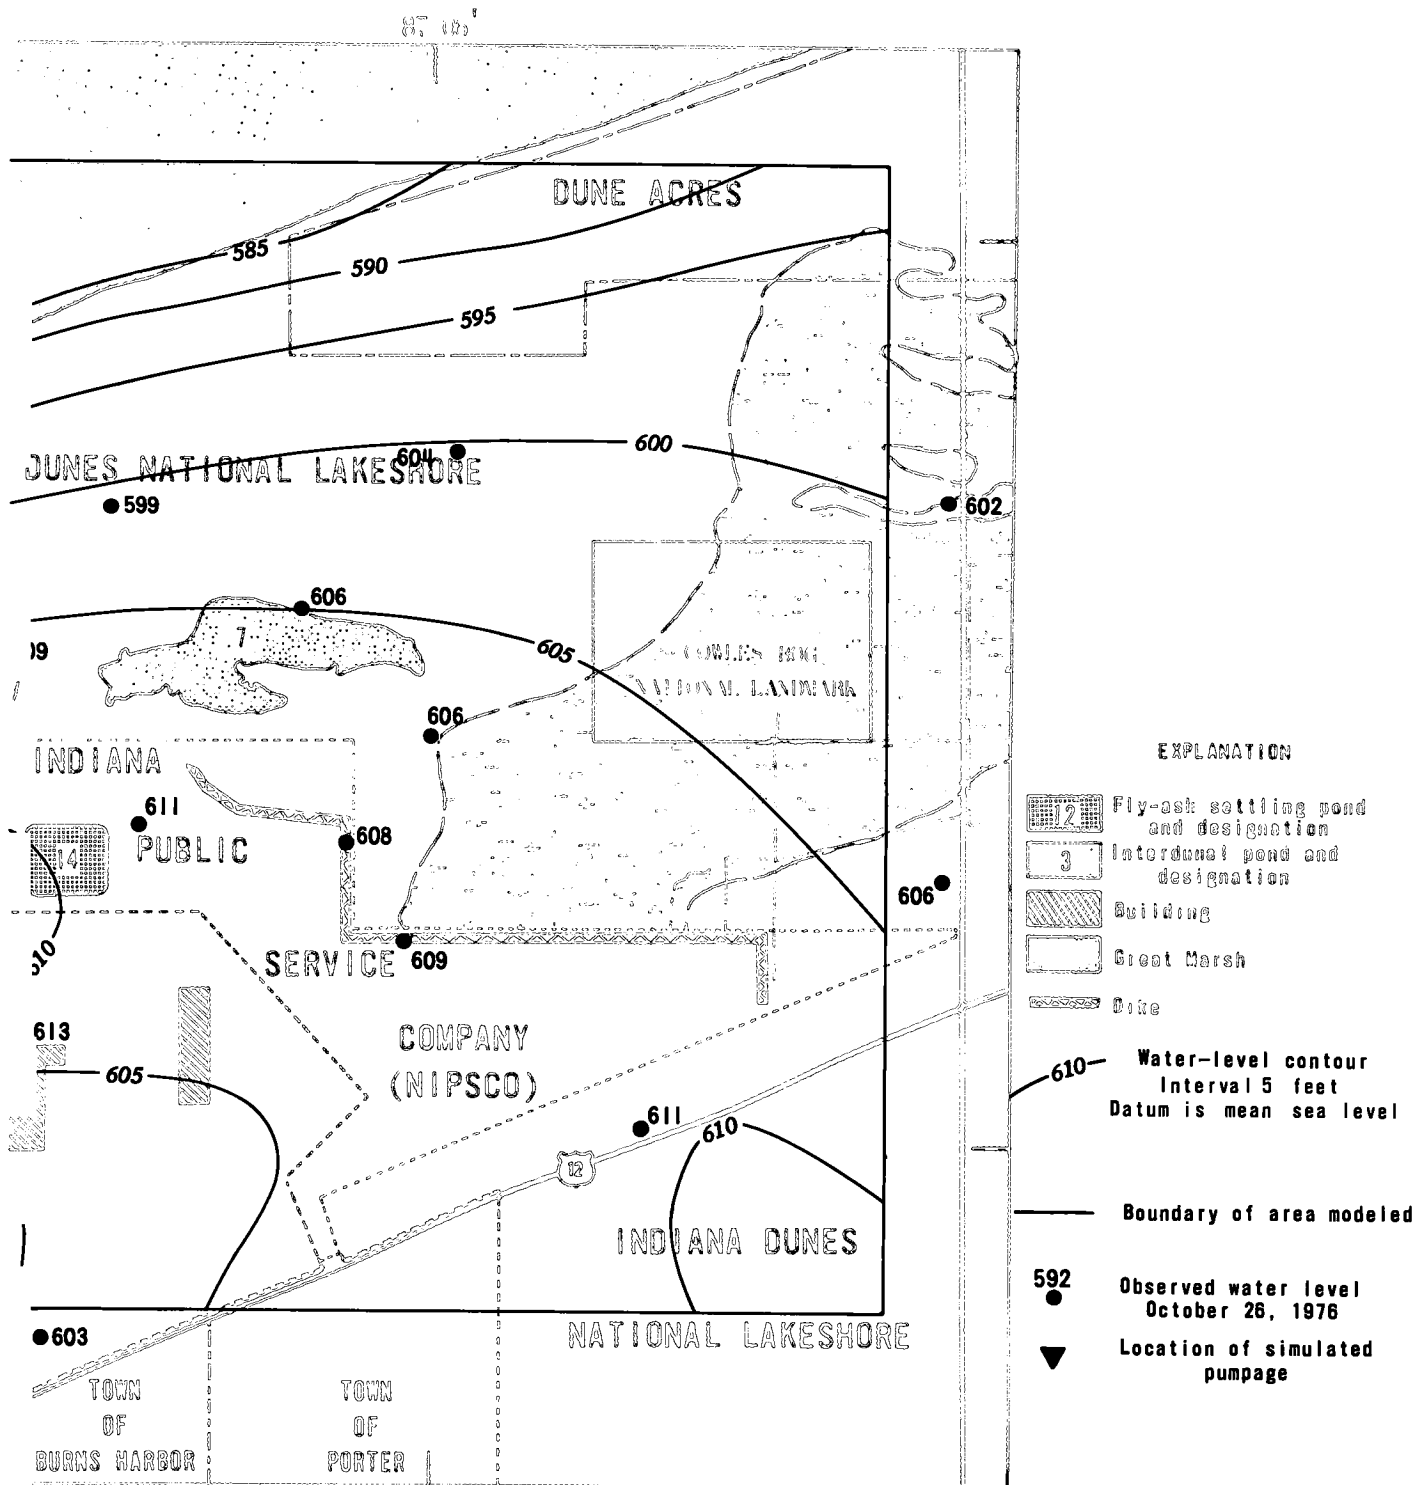 DUNE ACRES
585
590
595
600
604
DUNES NATIONAL LAKESHORE
599
602
606
7
605
COWLES BOG
NATIONAL LANDMARK
09
606
INDIANA
611
PUBLIC
608
14
606
610
SERVICE
609
613
COMPANY
(NIPSCO)
605
611
610
12
INDIANA DUNES
NATIONAL LAKESHORE
603
TOWN
OF
BURNS HARBOR
TOWN
OF
PORTER
EXPLANATION
12
Fly-ash settling pond
and designation
3
Interdunal pond and
designation
Building
Great Marsh
Dike
610
Water-level contour
Interval 5 feet
Datum is mean sea level
Boundary of area modeled
592
Observed water level
October 26, 1976
Location of simulated
pumpage